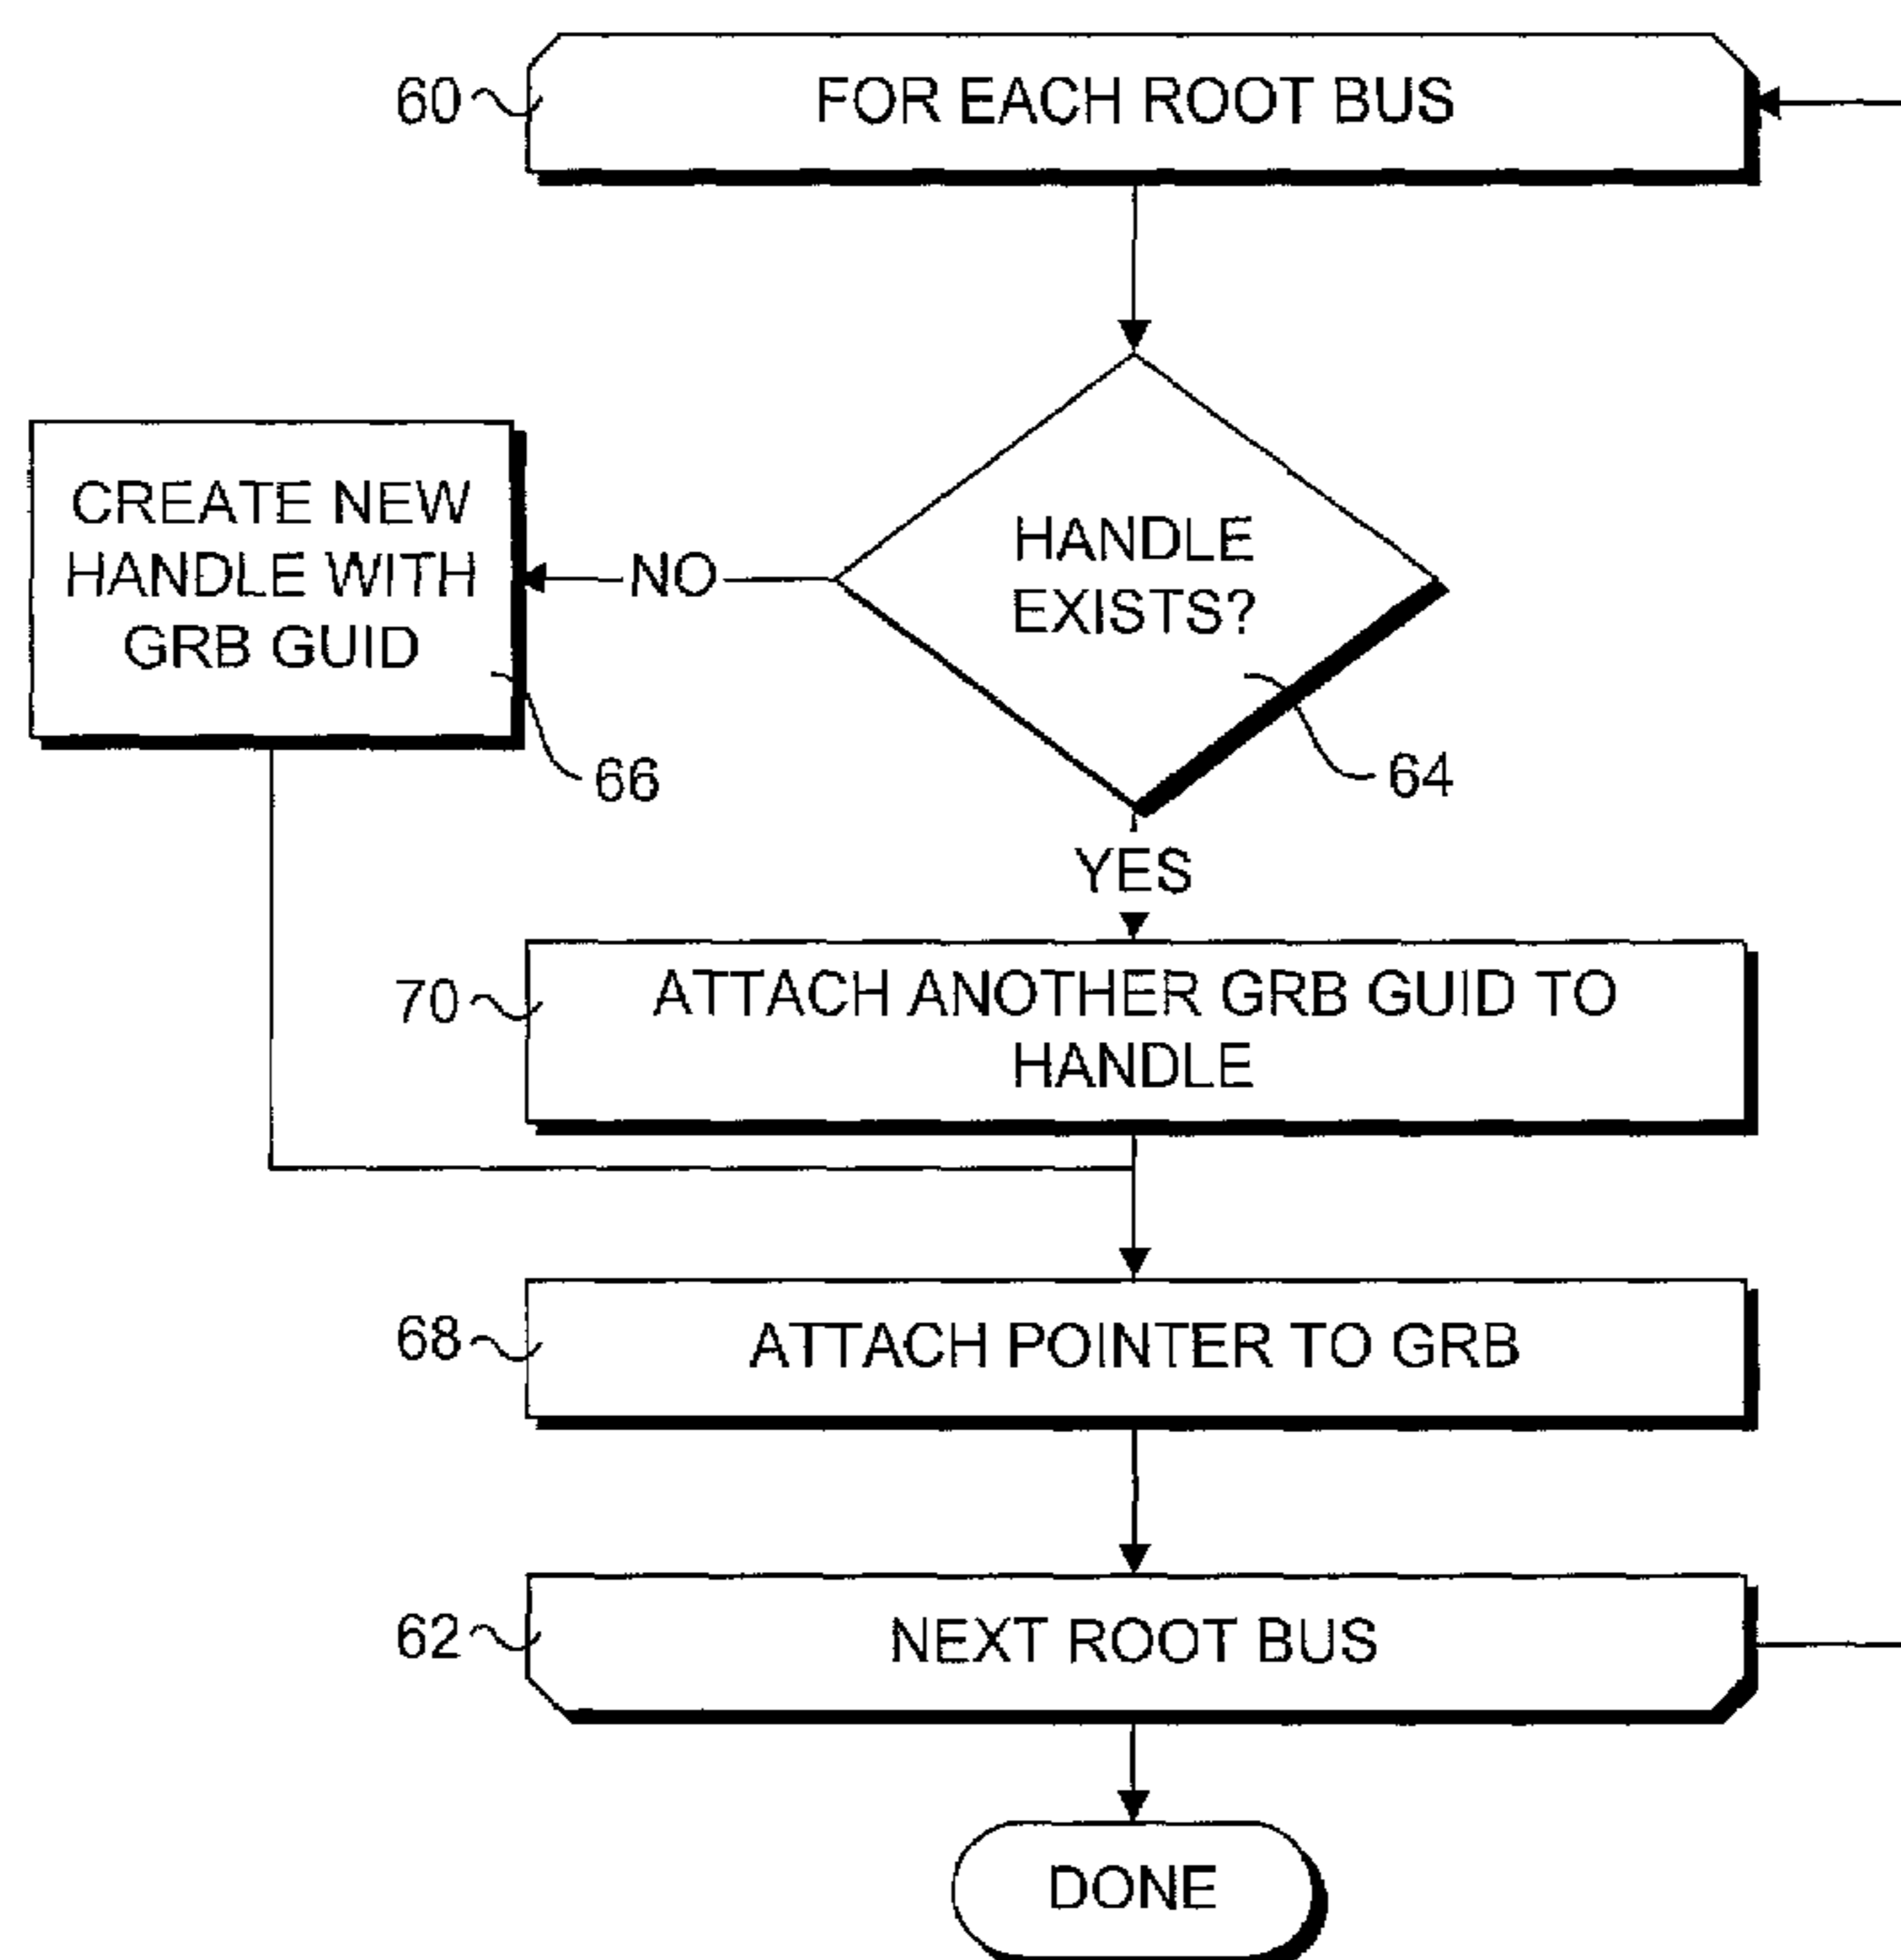 60
FOR EACH ROOT BUS
CREATE NEW
HANDLE WITH
GRB GUID
66
NO
HANDLE
EXISTS?
64
YES
70
ATTACH ANOTHER GRB GUID TO
HANDLE
68
ATTACH POINTER TO GRB
62
NEXT ROOT BUS
DONE